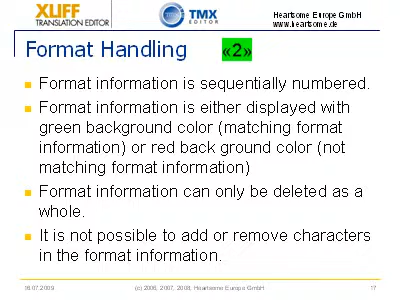 XLIFF
TRANSLATION EDITOR
TMX
EDITOR
Heartsome Europe GmbH
www.heartsome.de
Format Handling «2»
Format information is sequentially numbered.
Format information is either displayed with
green background color (matching format
information) or red back ground color (not
matching format information)
Format information can only be deleted as a
whole.
It is not possible to add or remove characters
in the format information.
16.07.2009 (c) 2006, 2007, 2008, Heartsome Europe GmbH 17